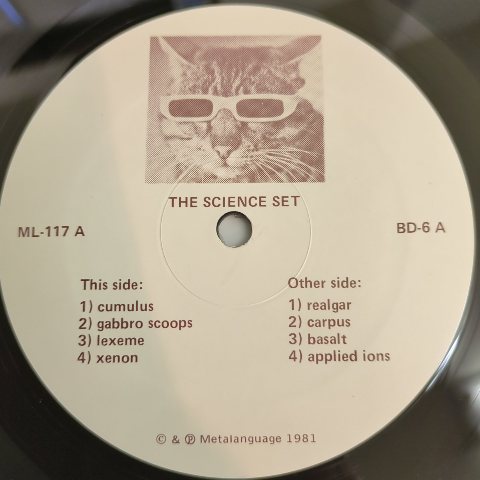 THE SCIENCE SET
ML-117 A
BD-6 A
This side:
1) cumulus
2) gabbro scoops
3) lexeme
4) xenon
Other side:
1) realgar
2) carpus
3) basalt
4) applied ions
© & ℗ Metalanguage 1981